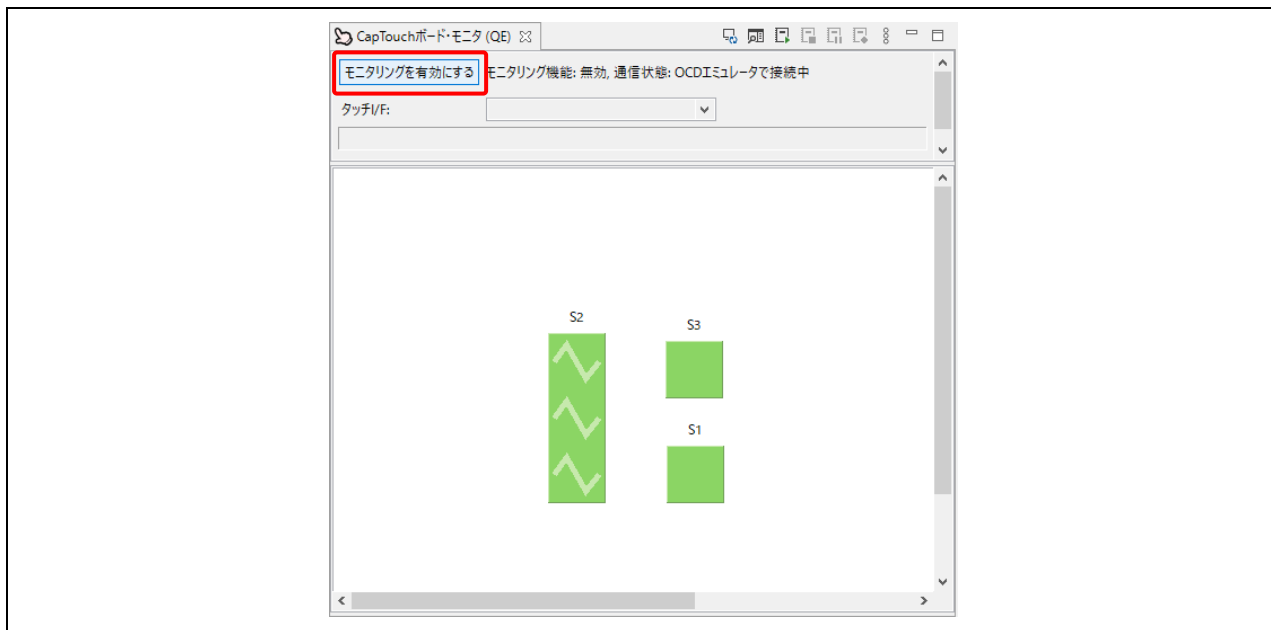 CapTouchボード・モニタ (QE)
モニタリングを有効にする モニタリング機能: 無効, 通信状態: OCDエミュレータで接続中
タッチI/F:
S2
S3
S1